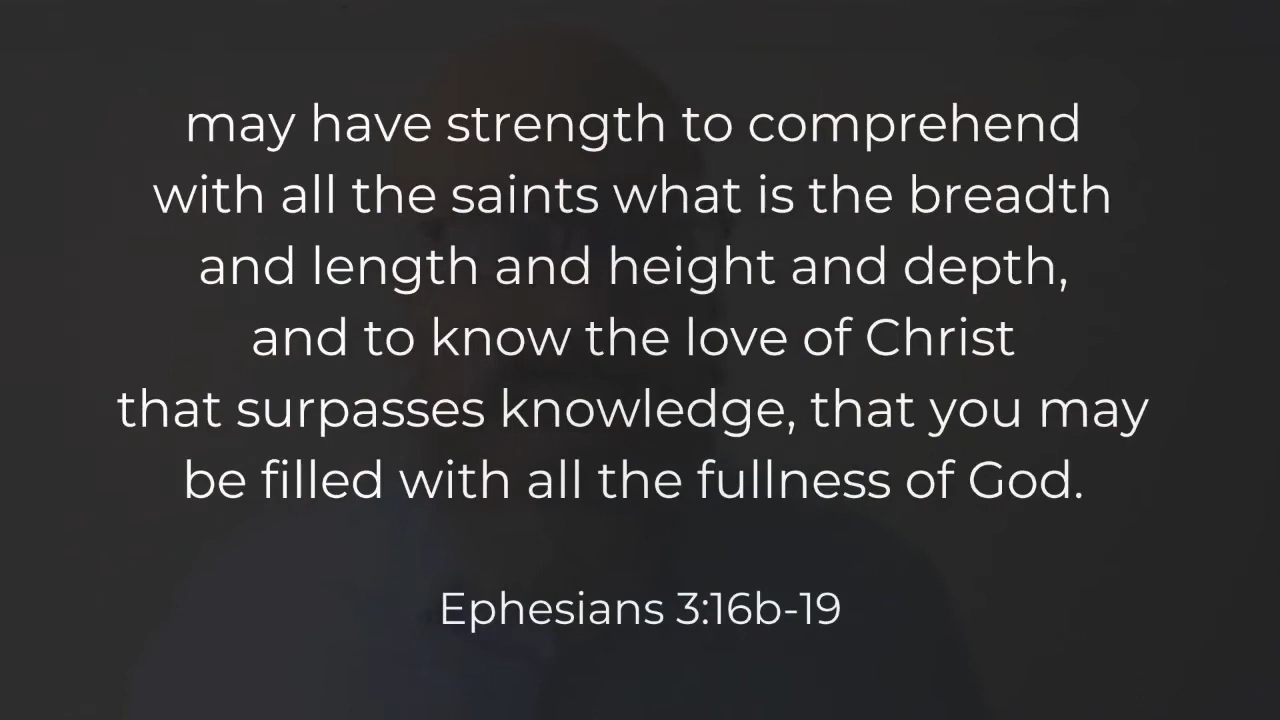 may have strength to comprehend
with all the saints what is the breadth
and length and height and depth,
and to know the love of Christ
that surpasses knowledge, that you may
be filled with all the fullness of God.
Ephesians 3:16b-19